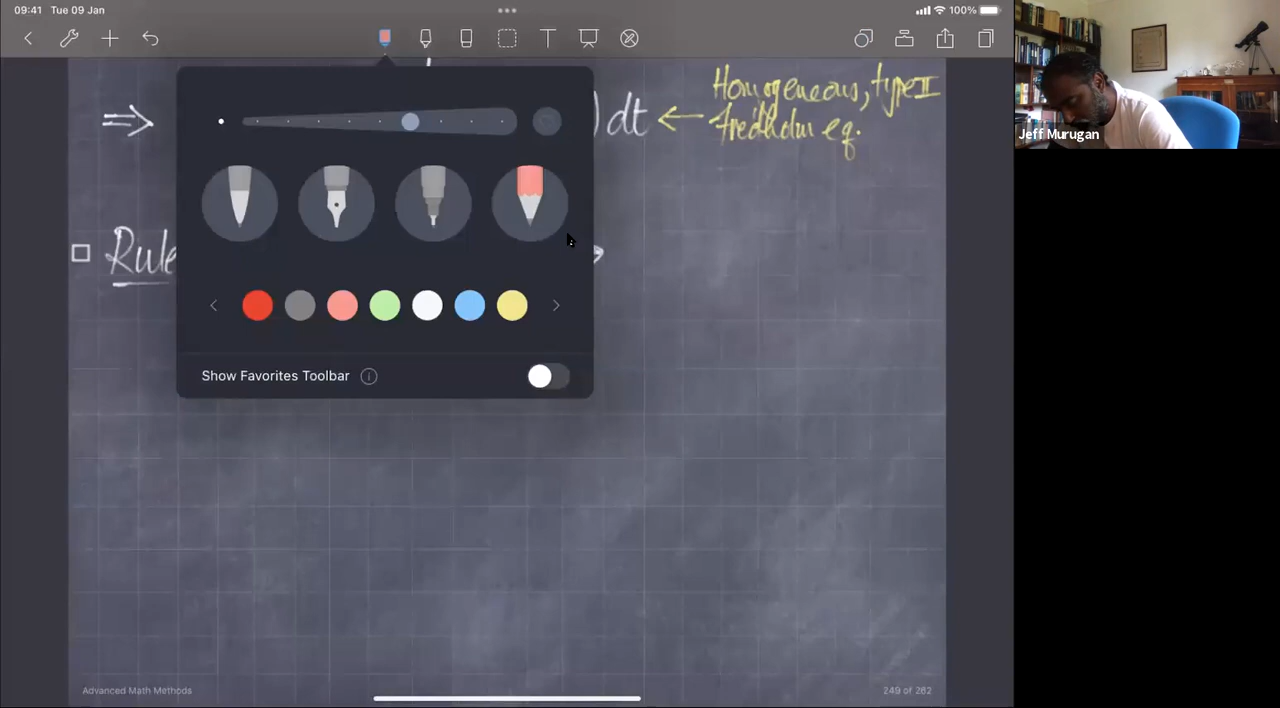 09:41 Tue 09 Jan
100%
⇒ ) dt ← Homogeneous, type II
Fredholm eq.
□ Rule
Show Favorites Toolbar
Advanced Math Methods
249 of 262
Jeff Murugan